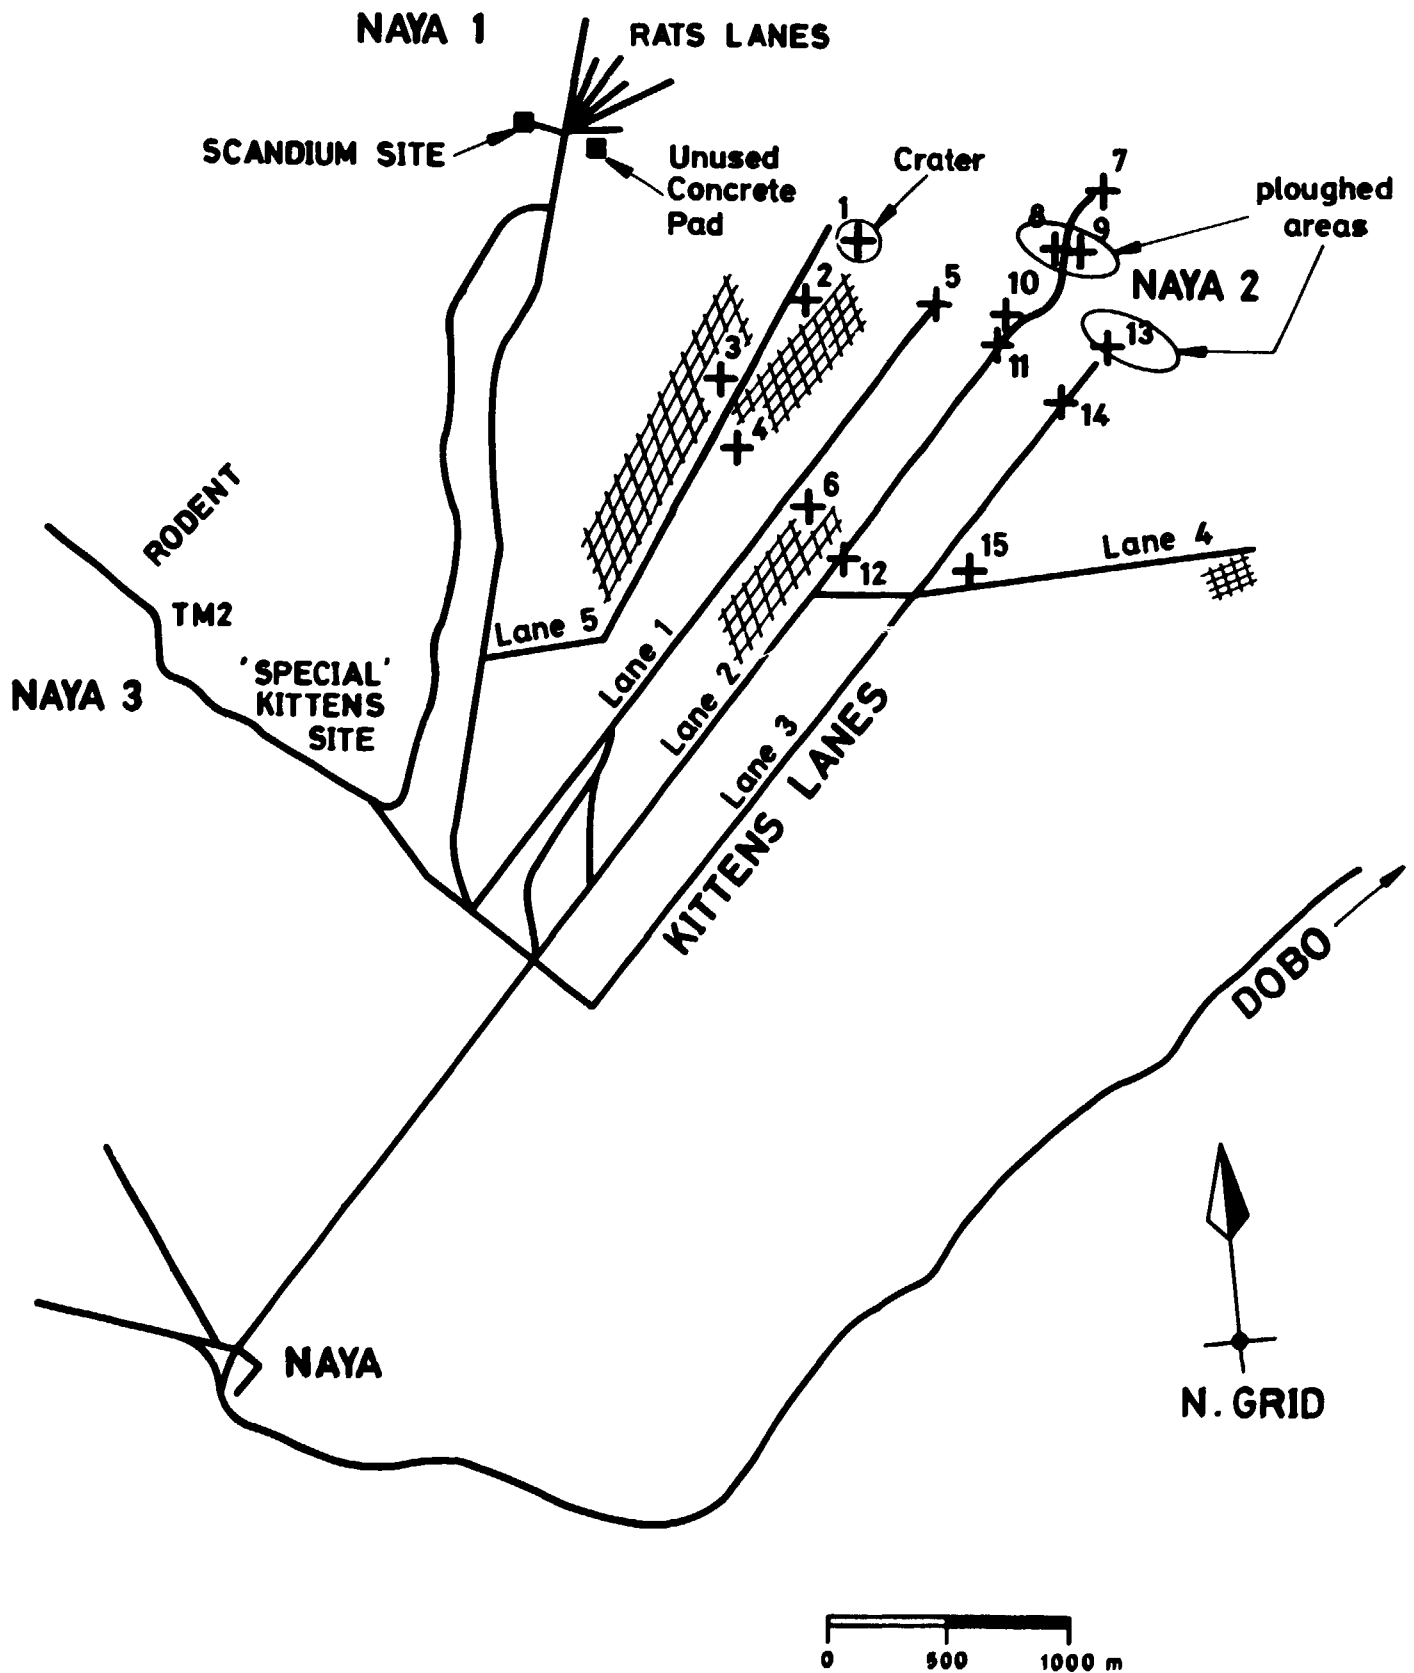 NAYA 1
RATS LANES
SCANDIUM SITE
Unused
Concrete
Pad
Crater
ploughed
areas
NAYA 2
1
2
3
4
5
6
7
8
9
10
11
12
13
14
15
RODENT
TM2
NAYA 3
'SPECIAL'
KITTENS
SITE
Lane 5
Lane 1
Lane 2
Lane 3
Lane 4
KITTENS LANES
DOBO
NAYA
N. GRID
0 500 1000 m